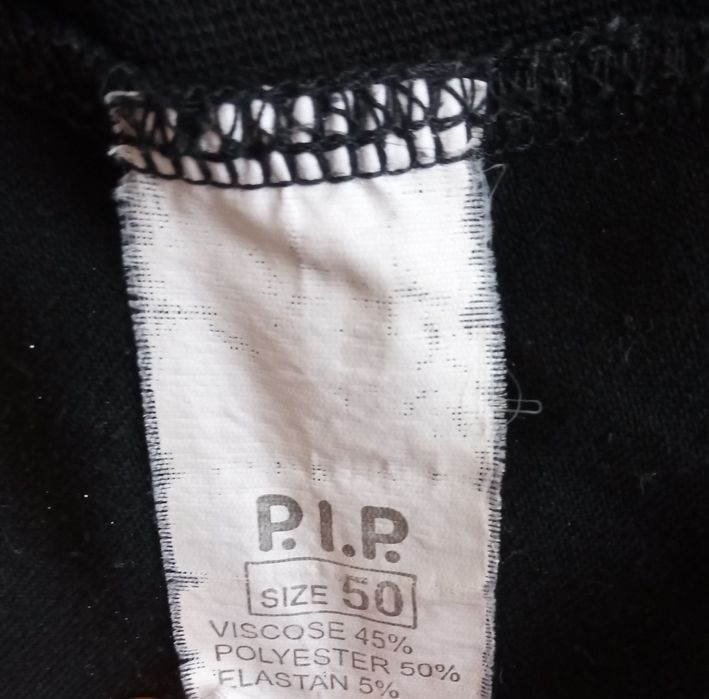 P.I.P.
SIZE 50
VISCOSE 45%
POLYESTER 50%
ELASTAN 5%